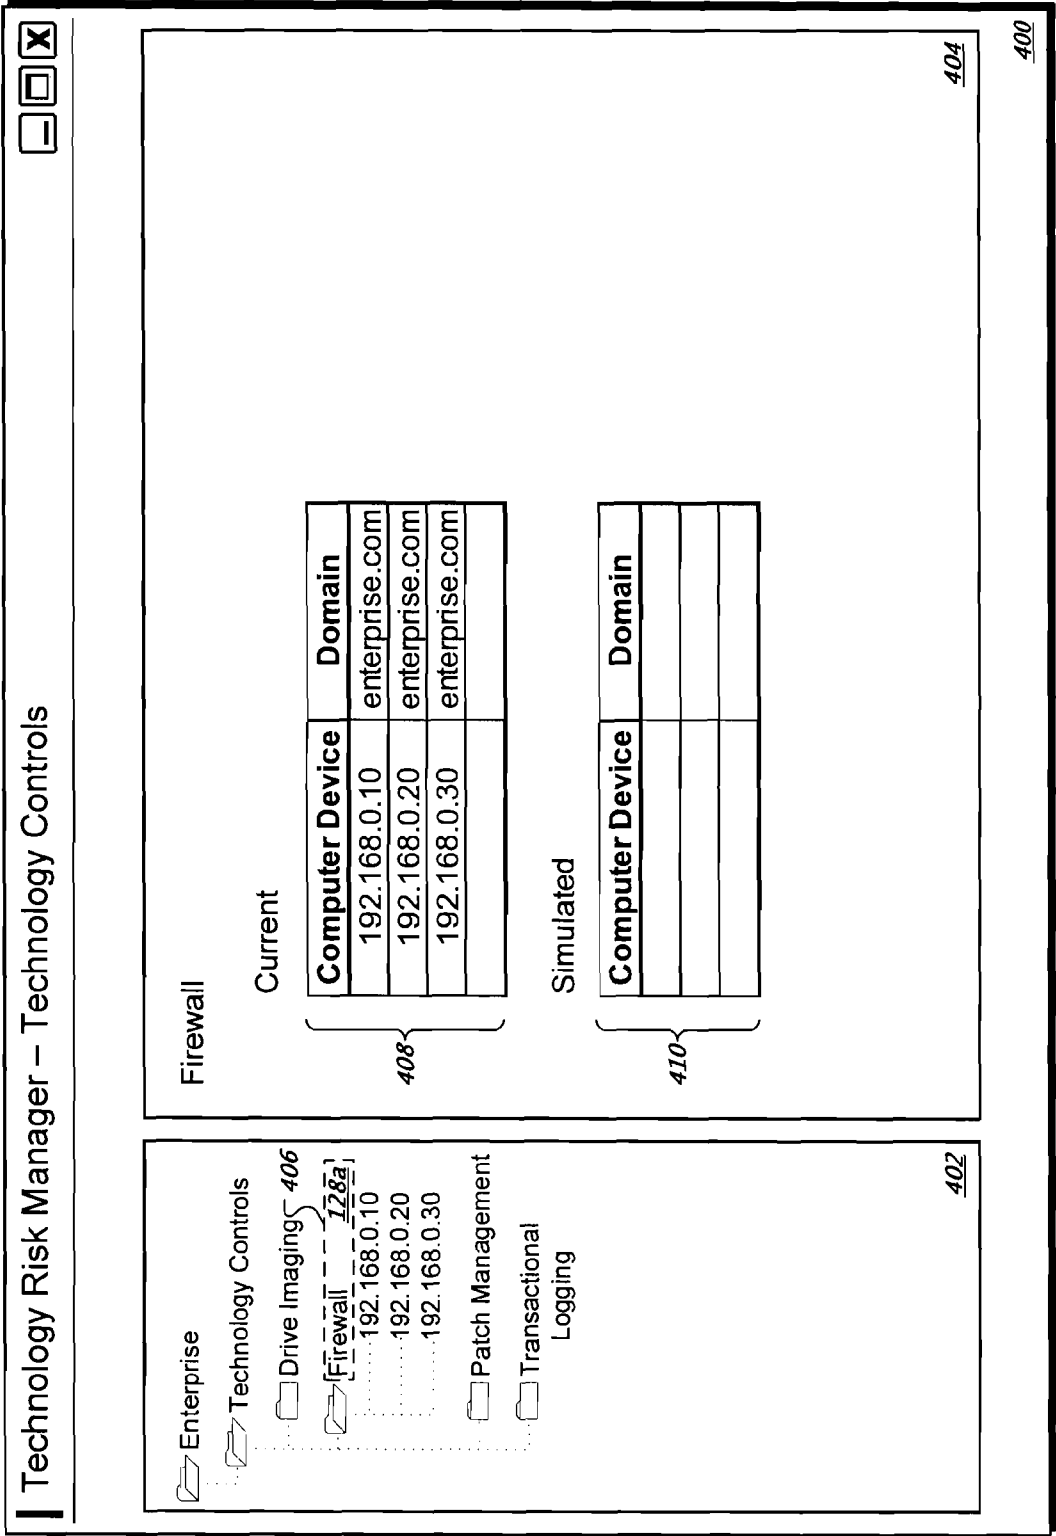 Technology Risk Manager – Technology Controls
Enterprise
Technology Controls
Drive Imaging
406
Firewall
128a
192.168.0.10
192.168.0.20
192.168.0.30
Patch Management
Transactional
Logging
402
Firewall
Current
Computer Device Domain
192.168.0.10 enterprise.com
192.168.0.20 enterprise.com
192.168.0.30 enterprise.com
408
Simulated
Computer Device Domain
410
404
400